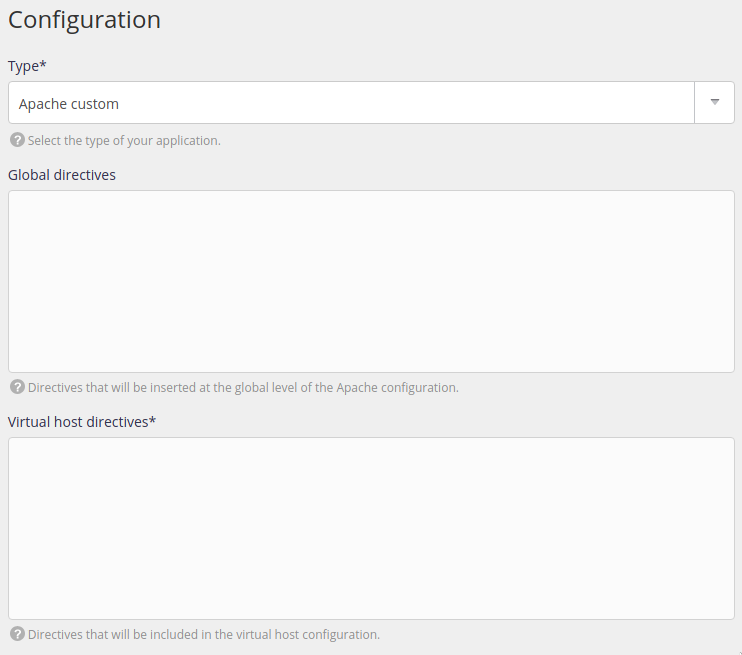 Configuration
Type*
Apache custom
? Select the type of your application.
Global directives
? Directives that will be inserted at the global level of the Apache configuration.
Virtual host directives*
? Directives that will be included in the virtual host configuration.